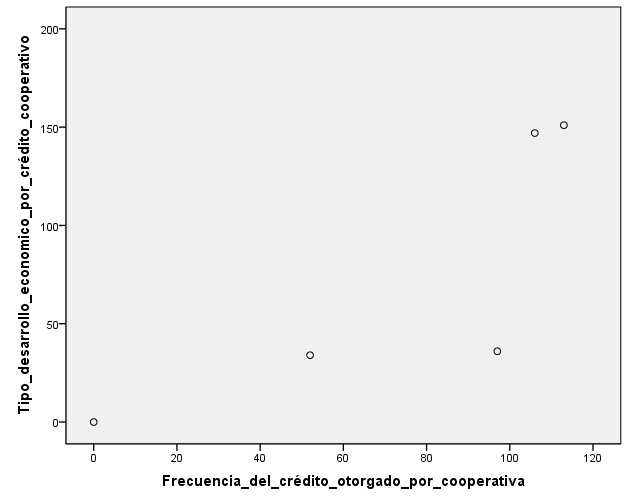 Tipo_desarrollo_economico_por_crédito_cooperativo
200
150
100
50
0
0 20 40 60 80 100 120
Frecuencia_del_crédito_otorgado_por_cooperativa